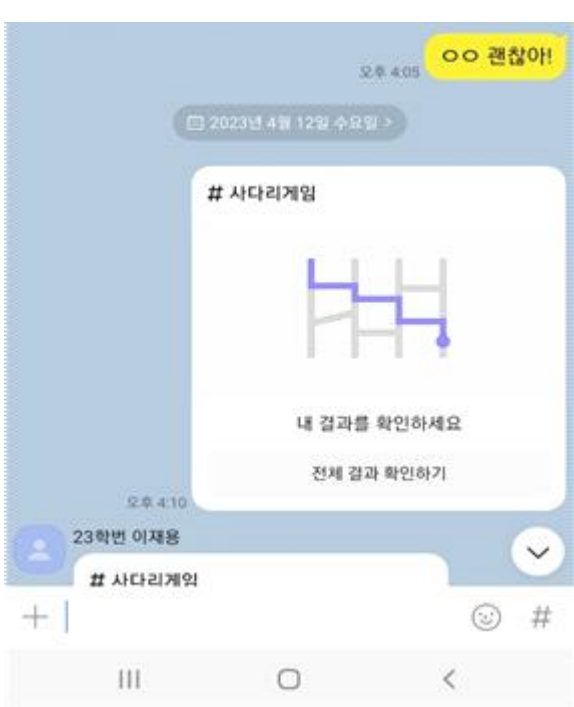 ㅇㅇ 괜찮아!
오후 4:05
2023년 4월 12일 수요일 >
# 사다리게임
내 결과를 확인하세요
전체 결과 확인하기
오후 4:10
23학번 이재용
# 사다리게임